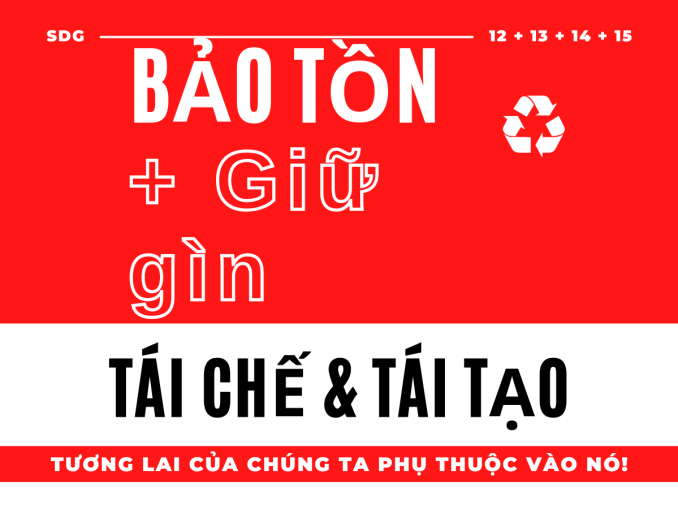 SDG 12 + 13 + 14 + 15
BẢO TỒN
+ Giữ
gìn
TÁI CHẾ & TÁI TẠO
TƯƠNG LAI CỦA CHÚNG TA PHỤ THUỘC VÀO NÓ!